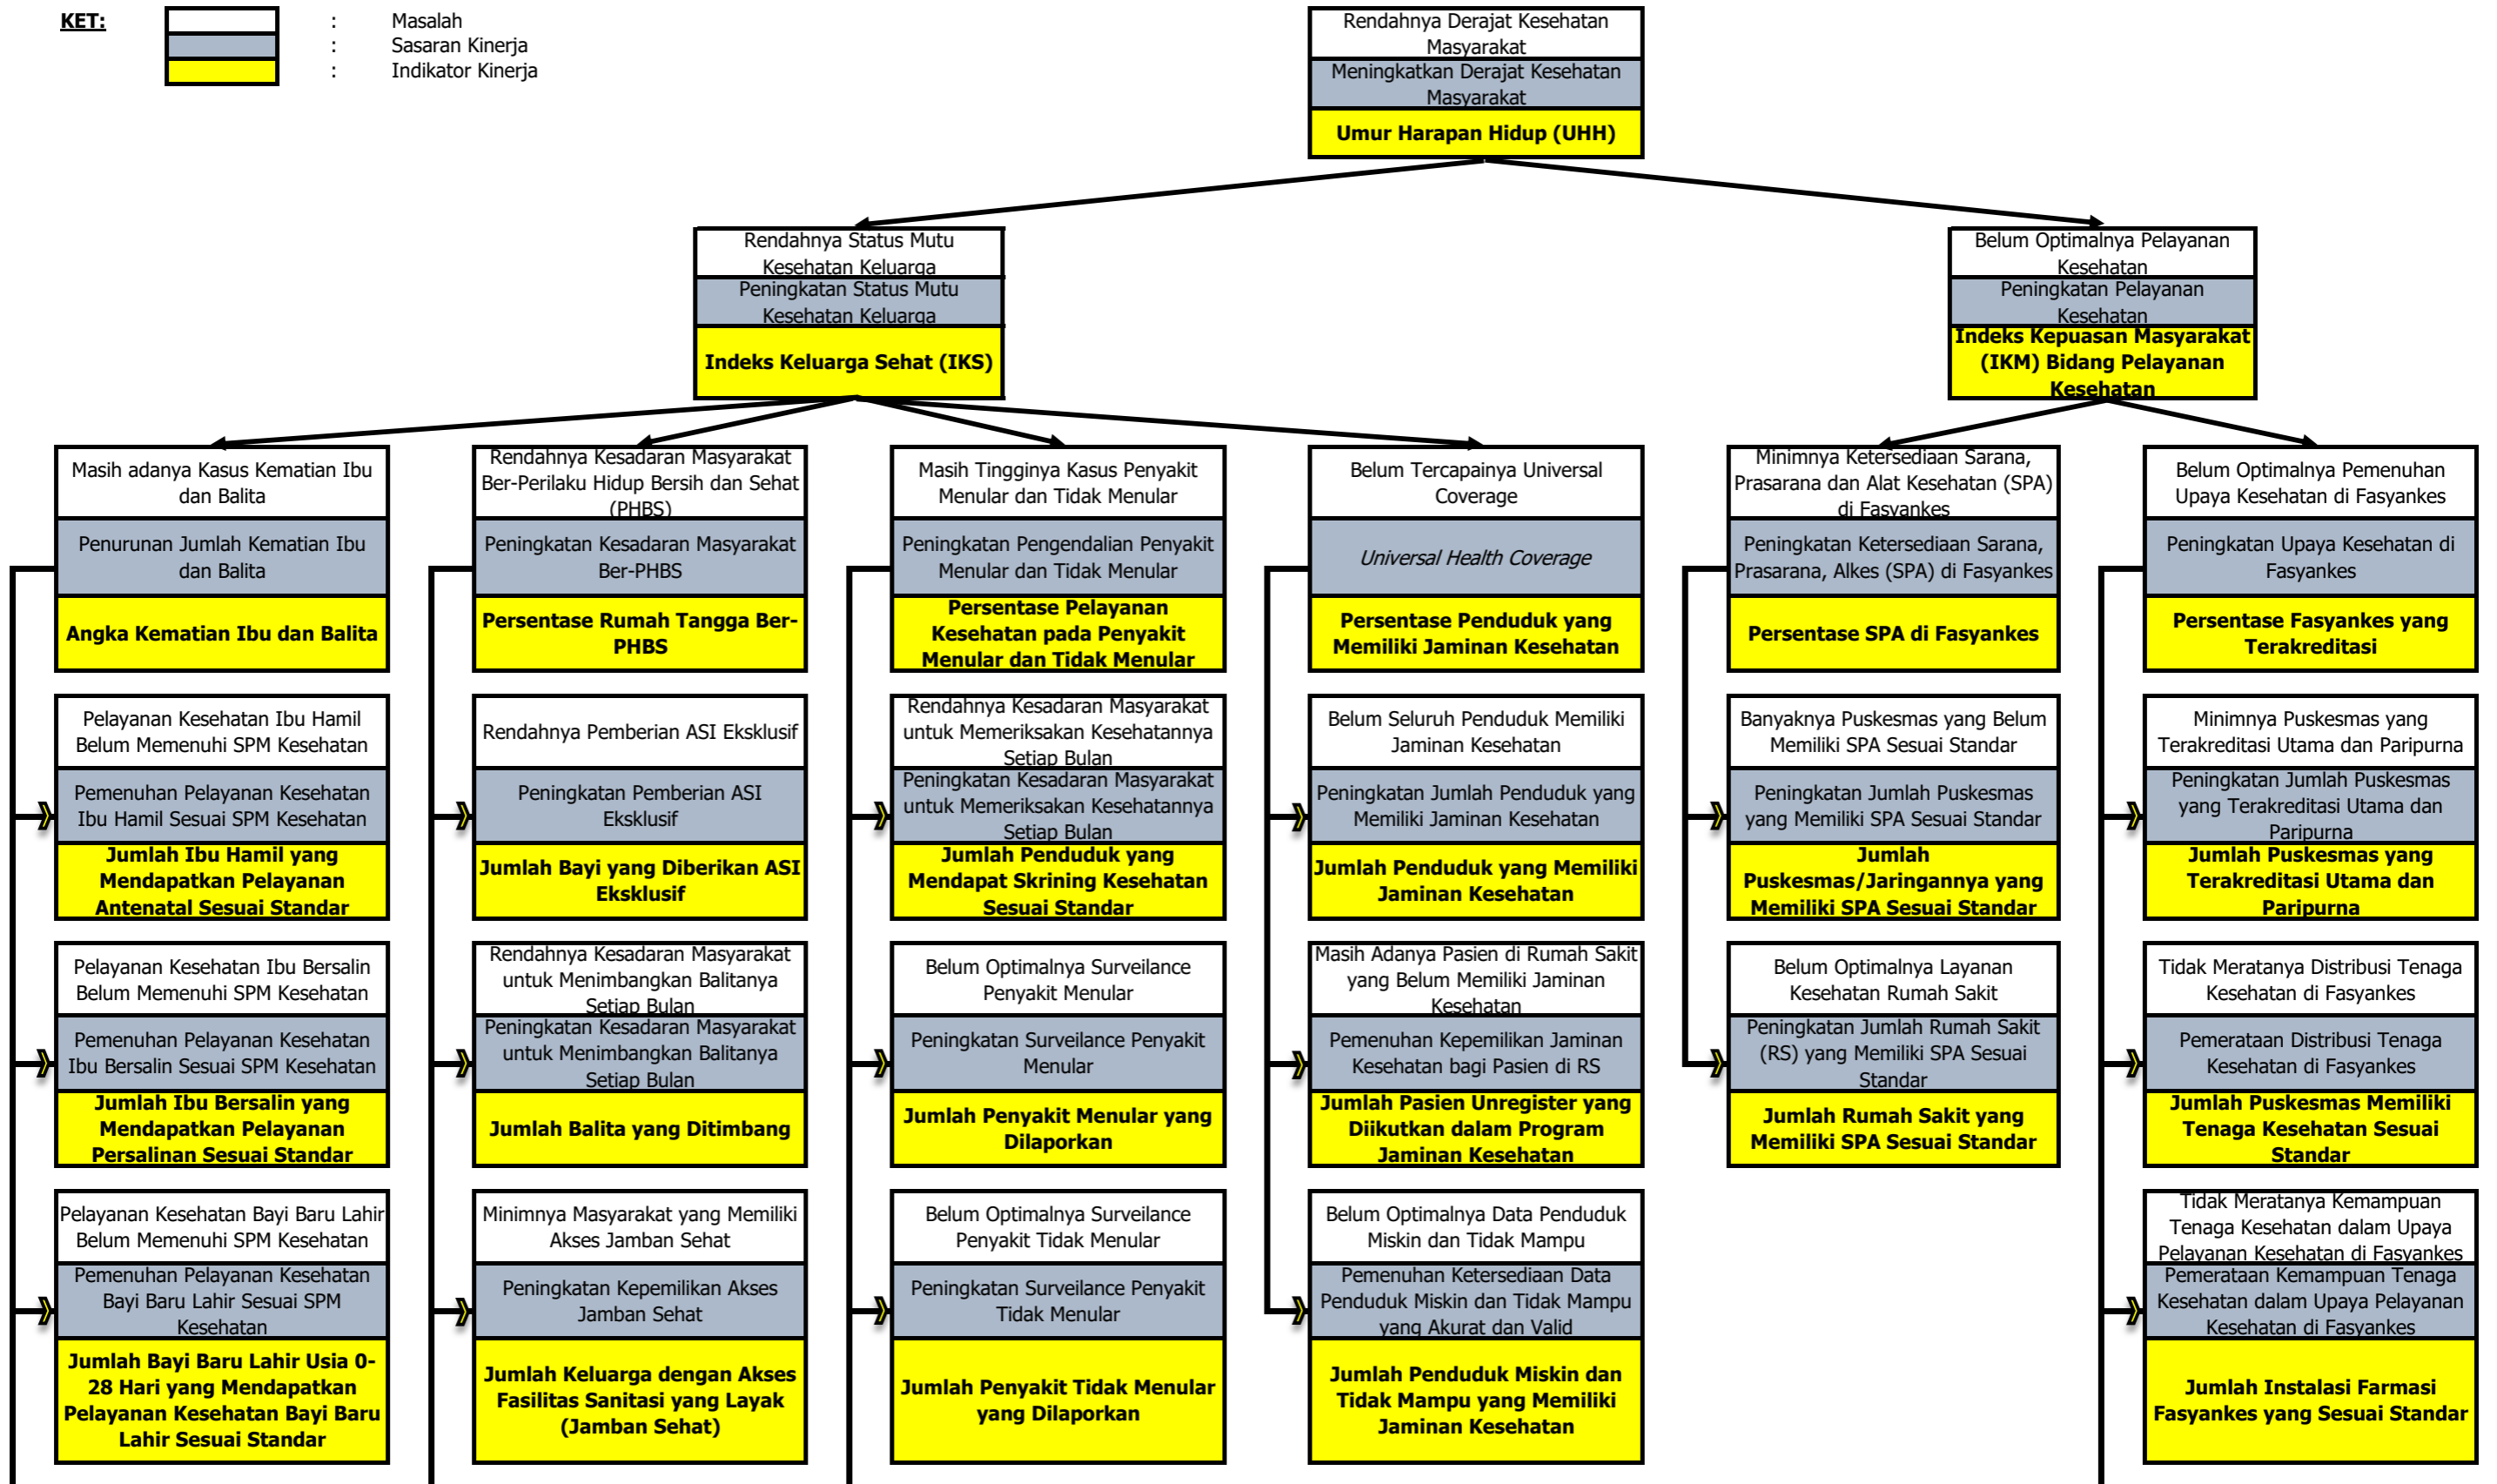 KET:
: Masalah
: Sasaran Kinerja
: Indikator Kinerja
Rendahnya Derajat Kesehatan
Masyarakat
Meningkatkan Derajat Kesehatan
Masyarakat
Umur Harapan Hidup (UHH)
Rendahnya Status Mutu
Kesehatan Keluarga
Peningkatan Status Mutu
Kesehatan Keluarga
Indeks Keluarga Sehat (IKS)
Belum Optimalnya Pelayanan
Kesehatan
Peningkatan Pelayanan
Kesehatan
Indeks Kepuasan Masyarakat
(IKM) Bidang Pelayanan
Kesehatan
Masih adanya Kasus Kematian Ibu
dan Balita
Penurunan Jumlah Kematian Ibu
dan Balita
Angka Kematian Ibu dan Balita
Rendahnya Kesadaran Masyarakat
Ber-Perilaku Hidup Bersih dan Sehat
(PHBS)
Peningkatan Kesadaran Masyarakat
Ber-PHBS
Persentase Rumah Tangga Ber-
PHBS
Masih Tingginya Kasus Penyakit
Menular dan Tidak Menular
Peningkatan Pengendalian Penyakit
Menular dan Tidak Menular
Persentase Pelayanan
Kesehatan pada Penyakit
Menular dan Tidak Menular
Belum Tercapainya Universal
Coverage
Universal Health Coverage
Persentase Penduduk yang
Memiliki Jaminan Kesehatan
Minimnya Ketersediaan Sarana,
Prasarana dan Alat Kesehatan (SPA)
di Fasyankes
Peningkatan Ketersediaan Sarana,
Prasarana, Alkes (SPA) di Fasyankes
Persentase SPA di Fasyankes
Belum Optimalnya Pemenuhan
Upaya Kesehatan di Fasyankes
Peningkatan Upaya Kesehatan di
Fasyankes
Persentase Fasyankes yang
Terakreditasi
Pelayanan Kesehatan Ibu Hamil
Belum Memenuhi SPM Kesehatan
Pemenuhan Pelayanan Kesehatan
Ibu Hamil Sesuai SPM Kesehatan
Jumlah Ibu Hamil yang
Mendapatkan Pelayanan
Antenatal Sesuai Standar
Rendahnya Pemberian ASI Eksklusif
Peningkatan Pemberian ASI
Eksklusif
Jumlah Bayi yang Diberikan ASI
Eksklusif
Rendahnya Kesadaran Masyarakat
untuk Memeriksakan Kesehatannya
Setiap Bulan
Peningkatan Kesadaran Masyarakat
untuk Memeriksakan Kesehatannya
Setiap Bulan
Jumlah Penduduk yang
Mendapat Skrining Kesehatan
Sesuai Standar
Belum Seluruh Penduduk Memiliki
Jaminan Kesehatan
Peningkatan Jumlah Penduduk yang
Memiliki Jaminan Kesehatan
Jumlah Penduduk yang Memiliki
Jaminan Kesehatan
Banyaknya Puskesmas yang Belum
Memiliki SPA Sesuai Standar
Peningkatan Jumlah Puskesmas
yang Memiliki SPA Sesuai Standar
Jumlah
Puskesmas/Jaringannya yang
Memiliki SPA Sesuai Standar
Minimnya Puskesmas yang
Terakreditasi Utama dan Paripurna
Peningkatan Jumlah Puskesmas
yang Terakreditasi Utama dan
Paripurna
Jumlah Puskesmas yang
Terakreditasi Utama dan
Paripurna
Pelayanan Kesehatan Ibu Bersalin
Belum Memenuhi SPM Kesehatan
Pemenuhan Pelayanan Kesehatan
Ibu Bersalin Sesuai SPM Kesehatan
Jumlah Ibu Bersalin yang
Mendapatkan Pelayanan
Persalinan Sesuai Standar
Rendahnya Kesadaran Masyarakat
untuk Menimbangkan Balitanya
Setiap Bulan
Peningkatan Kesadaran Masyarakat
untuk Menimbangkan Balitanya
Setiap Bulan
Jumlah Balita yang Ditimbang
Belum Optimalnya Surveilance
Penyakit Menular
Peningkatan Surveilance Penyakit
Menular
Jumlah Penyakit Menular yang
Dilaporkan
Masih Adanya Pasien di Rumah Sakit
yang Belum Memiliki Jaminan
Kesehatan
Pemenuhan Kepemilikan Jaminan
Kesehatan bagi Pasien di RS
Jumlah Pasien Unregister yang
Diikutkan dalam Program
Jaminan Kesehatan
Belum Optimalnya Layanan
Kesehatan Rumah Sakit
Peningkatan Jumlah Rumah Sakit
(RS) yang Memiliki SPA Sesuai
Standar
Jumlah Rumah Sakit yang
Memiliki SPA Sesuai Standar
Tidak Meratanya Distribusi Tenaga
Kesehatan di Fasyankes
Pemerataan Distribusi Tenaga
Kesehatan di Fasyankes
Jumlah Puskesmas Memiliki
Tenaga Kesehatan Sesuai
Standar
Pelayanan Kesehatan Bayi Baru Lahir
Belum Memenuhi SPM Kesehatan
Pemenuhan Pelayanan Kesehatan
Bayi Baru Lahir Sesuai SPM
Kesehatan
Jumlah Bayi Baru Lahir Usia 0-
28 Hari yang Mendapatkan
Pelayanan Kesehatan Bayi Baru
Lahir Sesuai Standar
Minimnya Masyarakat yang Memiliki
Akses Jamban Sehat
Peningkatan Kepemilikan Akses
Jamban Sehat
Jumlah Keluarga dengan Akses
Fasilitas Sanitasi yang Layak
(Jamban Sehat)
Belum Optimalnya Surveilance
Penyakit Tidak Menular
Peningkatan Surveilance Penyakit
Tidak Menular
Jumlah Penyakit Tidak Menular
yang Dilaporkan
Belum Optimalnya Data Penduduk
Miskin dan Tidak Mampu
Pemenuhan Ketersediaan Data
Penduduk Miskin dan Tidak Mampu
yang Akurat dan Valid
Jumlah Penduduk Miskin dan
Tidak Mampu yang Memiliki
Jaminan Kesehatan
Tidak Meratanya Kemampuan
Tenaga Kesehatan dalam Upaya
Pelayanan Kesehatan di Fasyankes
Pemerataan Kemampuan Tenaga
Kesehatan dalam Upaya Pelayanan
Kesehatan di Fasyankes
Jumlah Instalasi Farmasi
Fasyankes yang Sesuai Standar